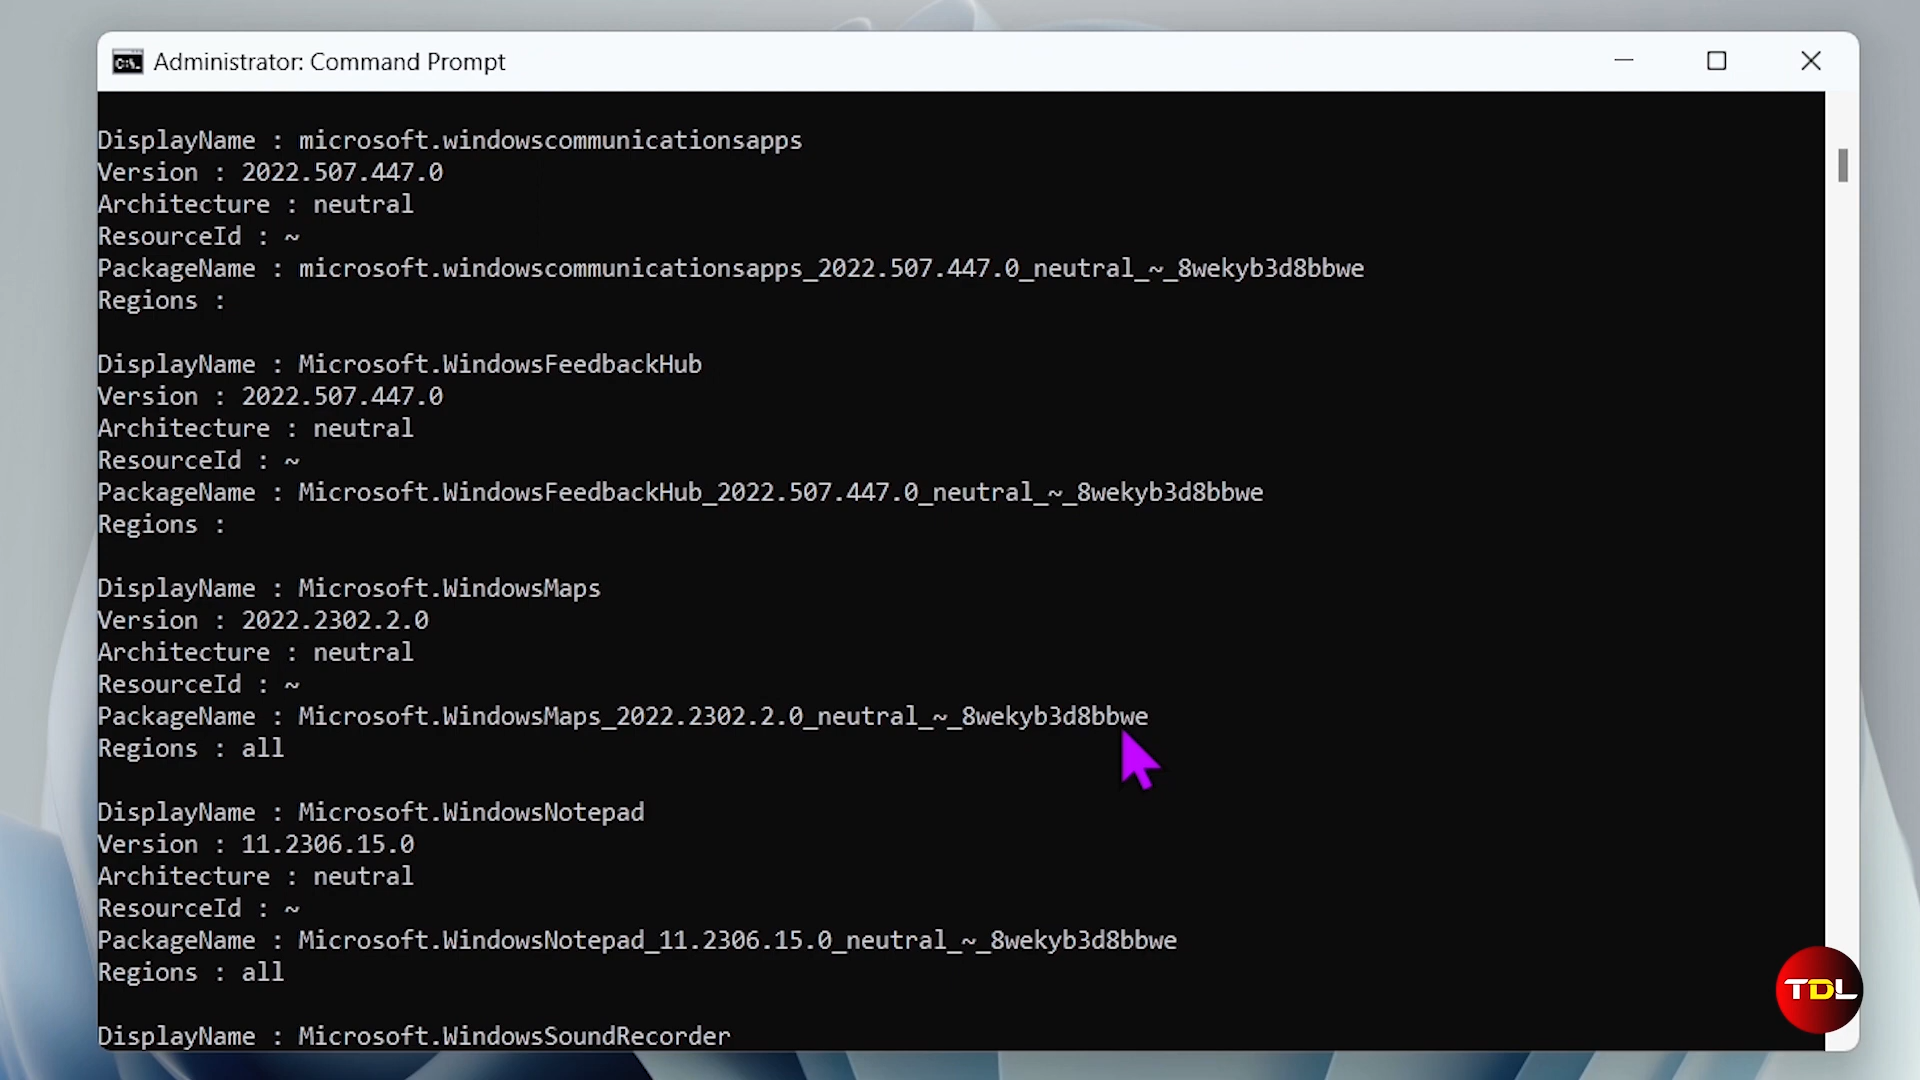 Administrator: Command Prompt
DisplayName : microsoft.windowscommunicationsapps
Version : 2022.507.447.0
Architecture : neutral
ResourceId : ~
PackageName : microsoft.windowscommunicationsapps_2022.507.447.0_neutral_~_8wekyb3d8bbwe
Regions :
DisplayName : Microsoft.WindowsFeedbackHub
Version : 2022.507.447.0
Architecture : neutral
ResourceId : ~
PackageName : Microsoft.WindowsFeedbackHub_2022.507.447.0_neutral_~_8wekyb3d8bbwe
Regions :
DisplayName : Microsoft.WindowsMaps
Version : 2022.2302.2.0
Architecture : neutral
ResourceId : ~
PackageName : Microsoft.WindowsMaps_2022.2302.2.0_neutral_~_8wekyb3d8bbwe
Regions : all
DisplayName : Microsoft.WindowsNotepad
Version : 11.2306.15.0
Architecture : neutral
ResourceId : ~
PackageName : Microsoft.WindowsNotepad_11.2306.15.0_neutral_~_8wekyb3d8bbwe
Regions : all
DisplayName : Microsoft.WindowsSoundRecorder
TDL